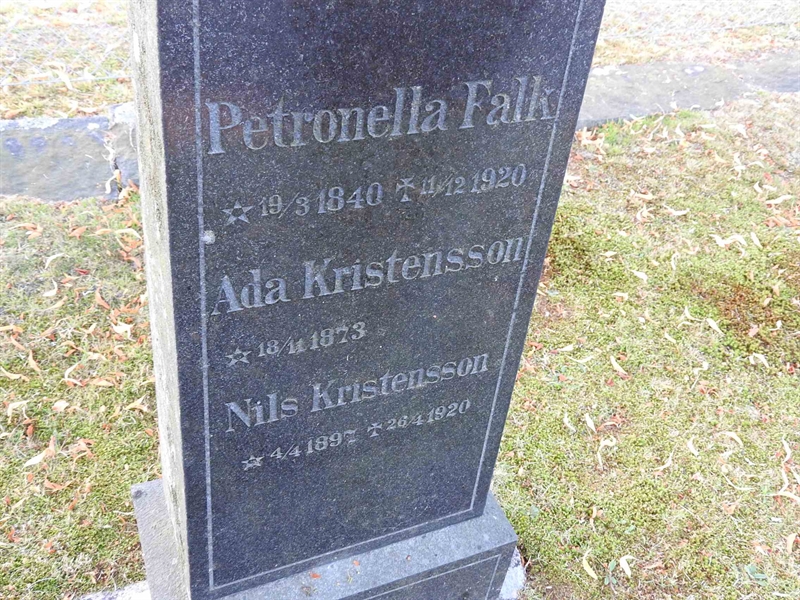 Petronella Falk
☆ 19/3 1840 ✝ 11/12 1920
Ada Kristensson
☆ 18/11 1873
Nils Kristensson
☆ 4/4 1897 ✝ 26/4 1920